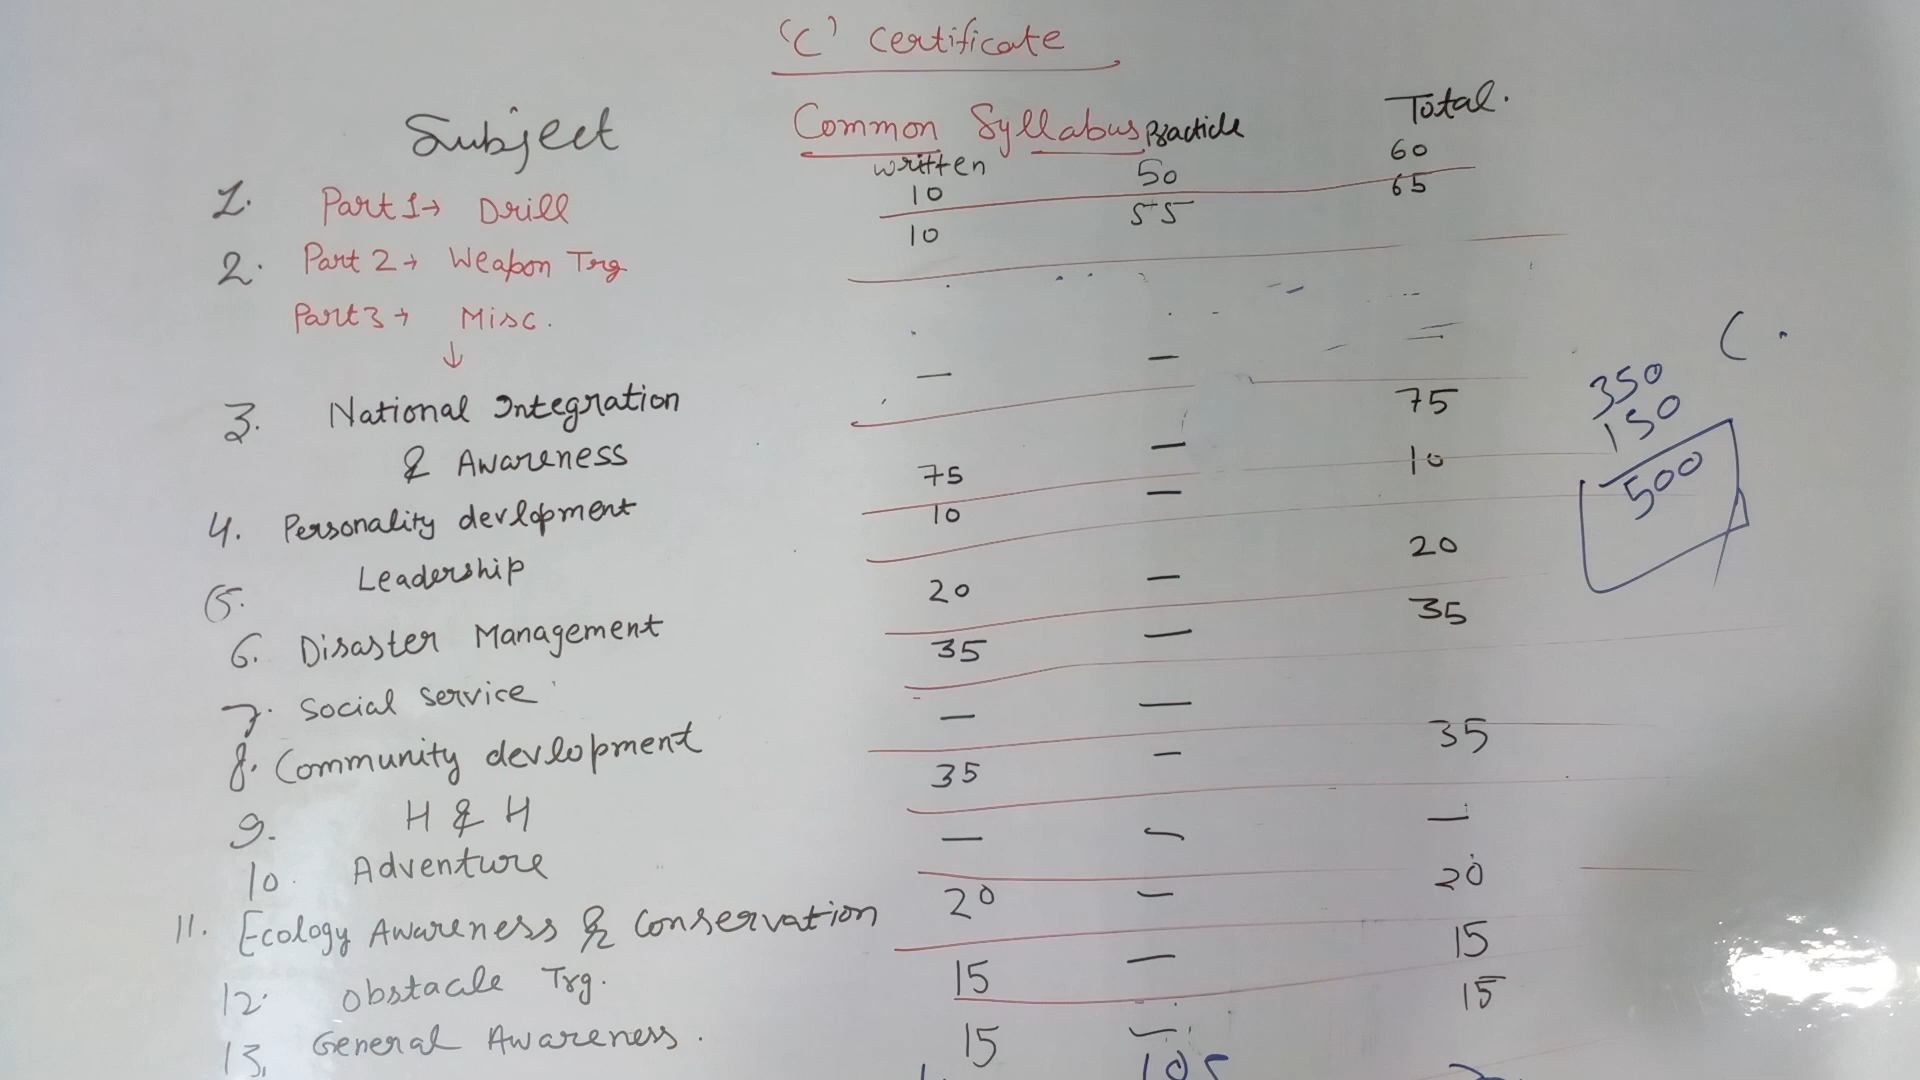 'C' Certificate
Subject Common Syllabus Practicle Total.
written 50 60
1. Part 1→ Drill 10 55 65
2. Part 2→ Weapon Trg 10
Part 3→ Misc.
↓ — —
3. National Integration 75
& Awareness 75 — 10
4. Personality devlopment 10 —
5. Leadership 20 — 20
6. Disaster Management 35 — 35
7. Social service — —
8. Community development 35 — 35
9. H & H — — —
10. Adventure 20 — 20
11. Ecology Awareness & Conservation
12. Obstacle Trg. 15 — 15
13. General Awareness. 15 — 15
105
C.
350
150
500